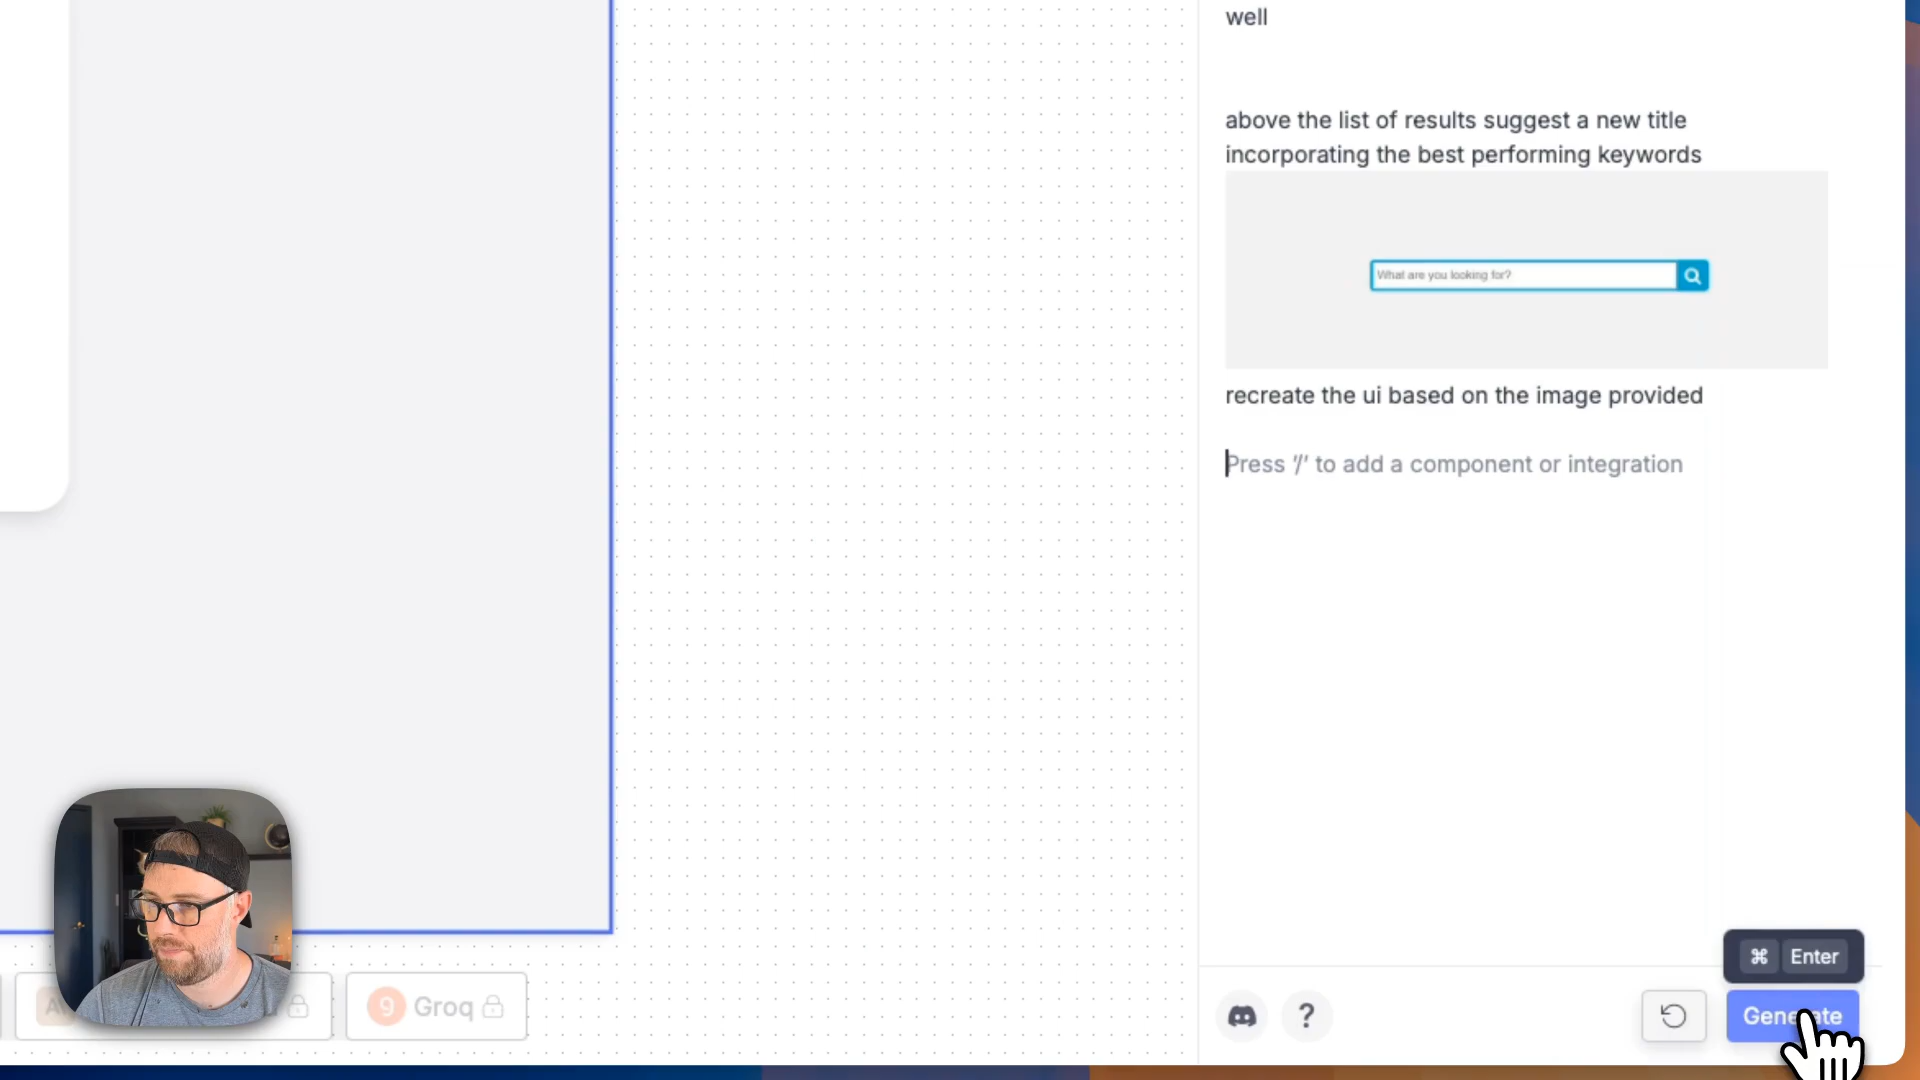 well
above the list of results suggest a new title
incorporating the best performing keywords
What are you looking for?
recreate the ui based on the image provided
Press '/' to add a component or integration
⌘ Enter
Groq
?
Generate